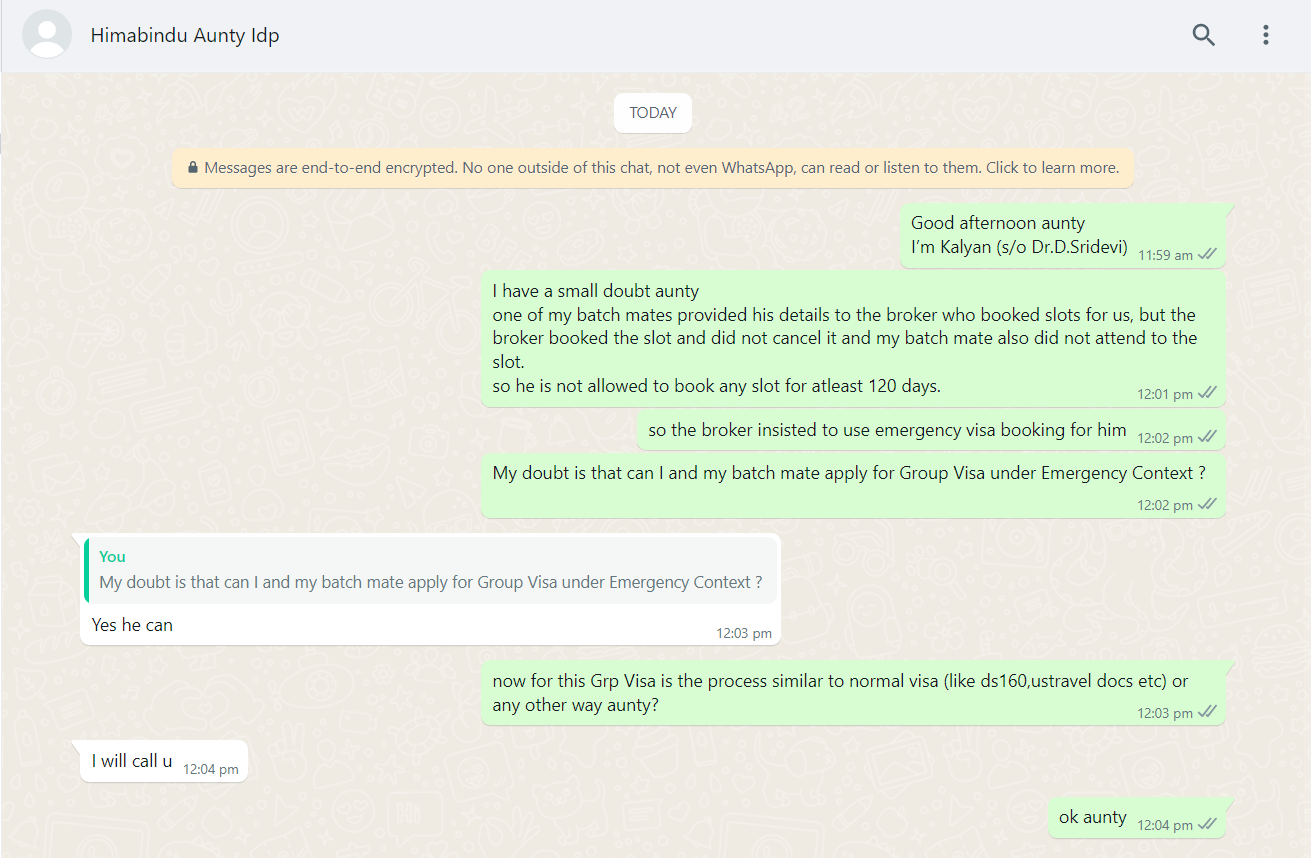 Himabindu Aunty Idp
TODAY
Messages are end-to-end encrypted. No one outside of this chat, not even WhatsApp, can read or listen to them. Click to learn more.
Good afternoon aunty
I'm Kalyan (s/o Dr.D.Sridevi) 11:59 am
I have a small doubt aunty
one of my batch mates provided his details to the broker who booked slots for us, but the
broker booked the slot and did not cancel it and my batch mate also did not attend to the
slot.
so he is not allowed to book any slot for atleast 120 days. 12:01 pm
so the broker insisted to use emergency visa booking for him 12:02 pm
My doubt is that can I and my batch mate apply for Group Visa under Emergency Context ?
12:02 pm
You
My doubt is that can I and my batch mate apply for Group Visa under Emergency Context ?
Yes he can 12:03 pm
now for this Grp Visa is the process similar to normal visa (like ds160,ustravel docs etc) or
any other way aunty? 12:03 pm
I will call u 12:04 pm
ok aunty 12:04 pm